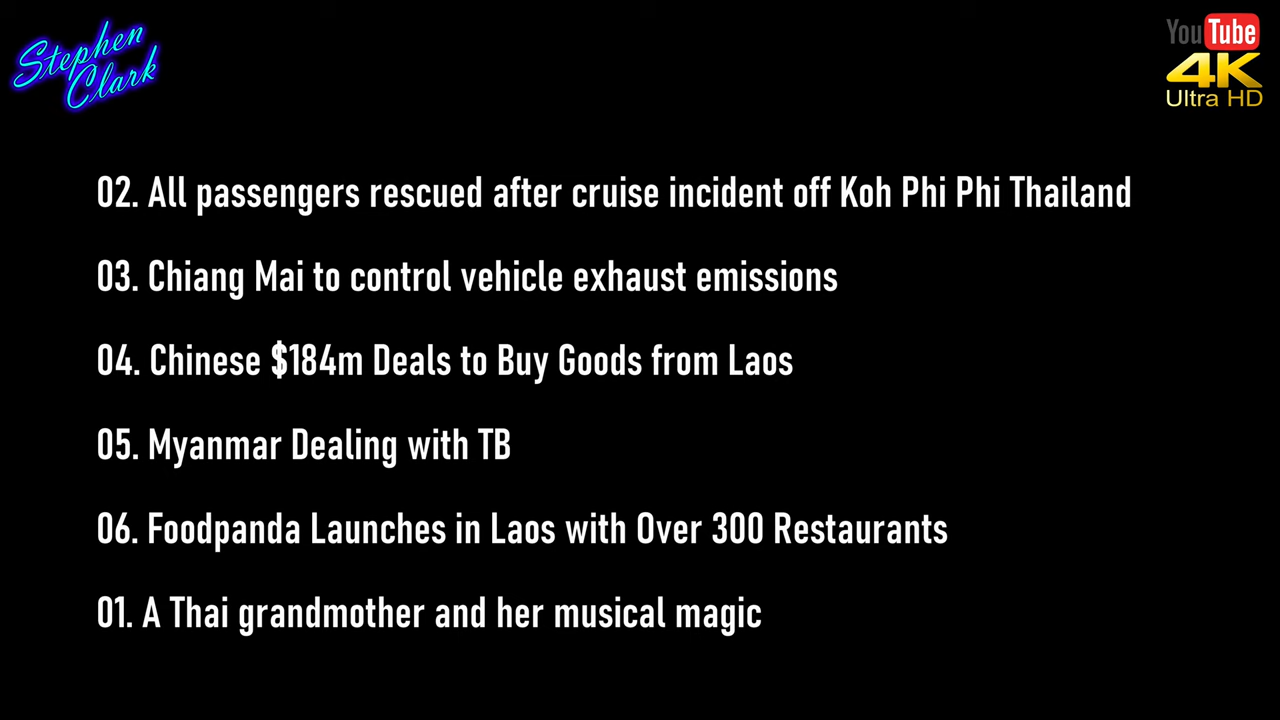 Stephen
Clark
YouTube
4K
Ultra HD
02. All passengers rescued after cruise incident off Koh Phi Phi Thailand
03. Chiang Mai to control vehicle exhaust emissions
04. Chinese $184m Deals to Buy Goods from Laos
05. Myanmar Dealing with TB
06. Foodpanda Launches in Laos with Over 300 Restaurants
01. A Thai grandmother and her musical magic